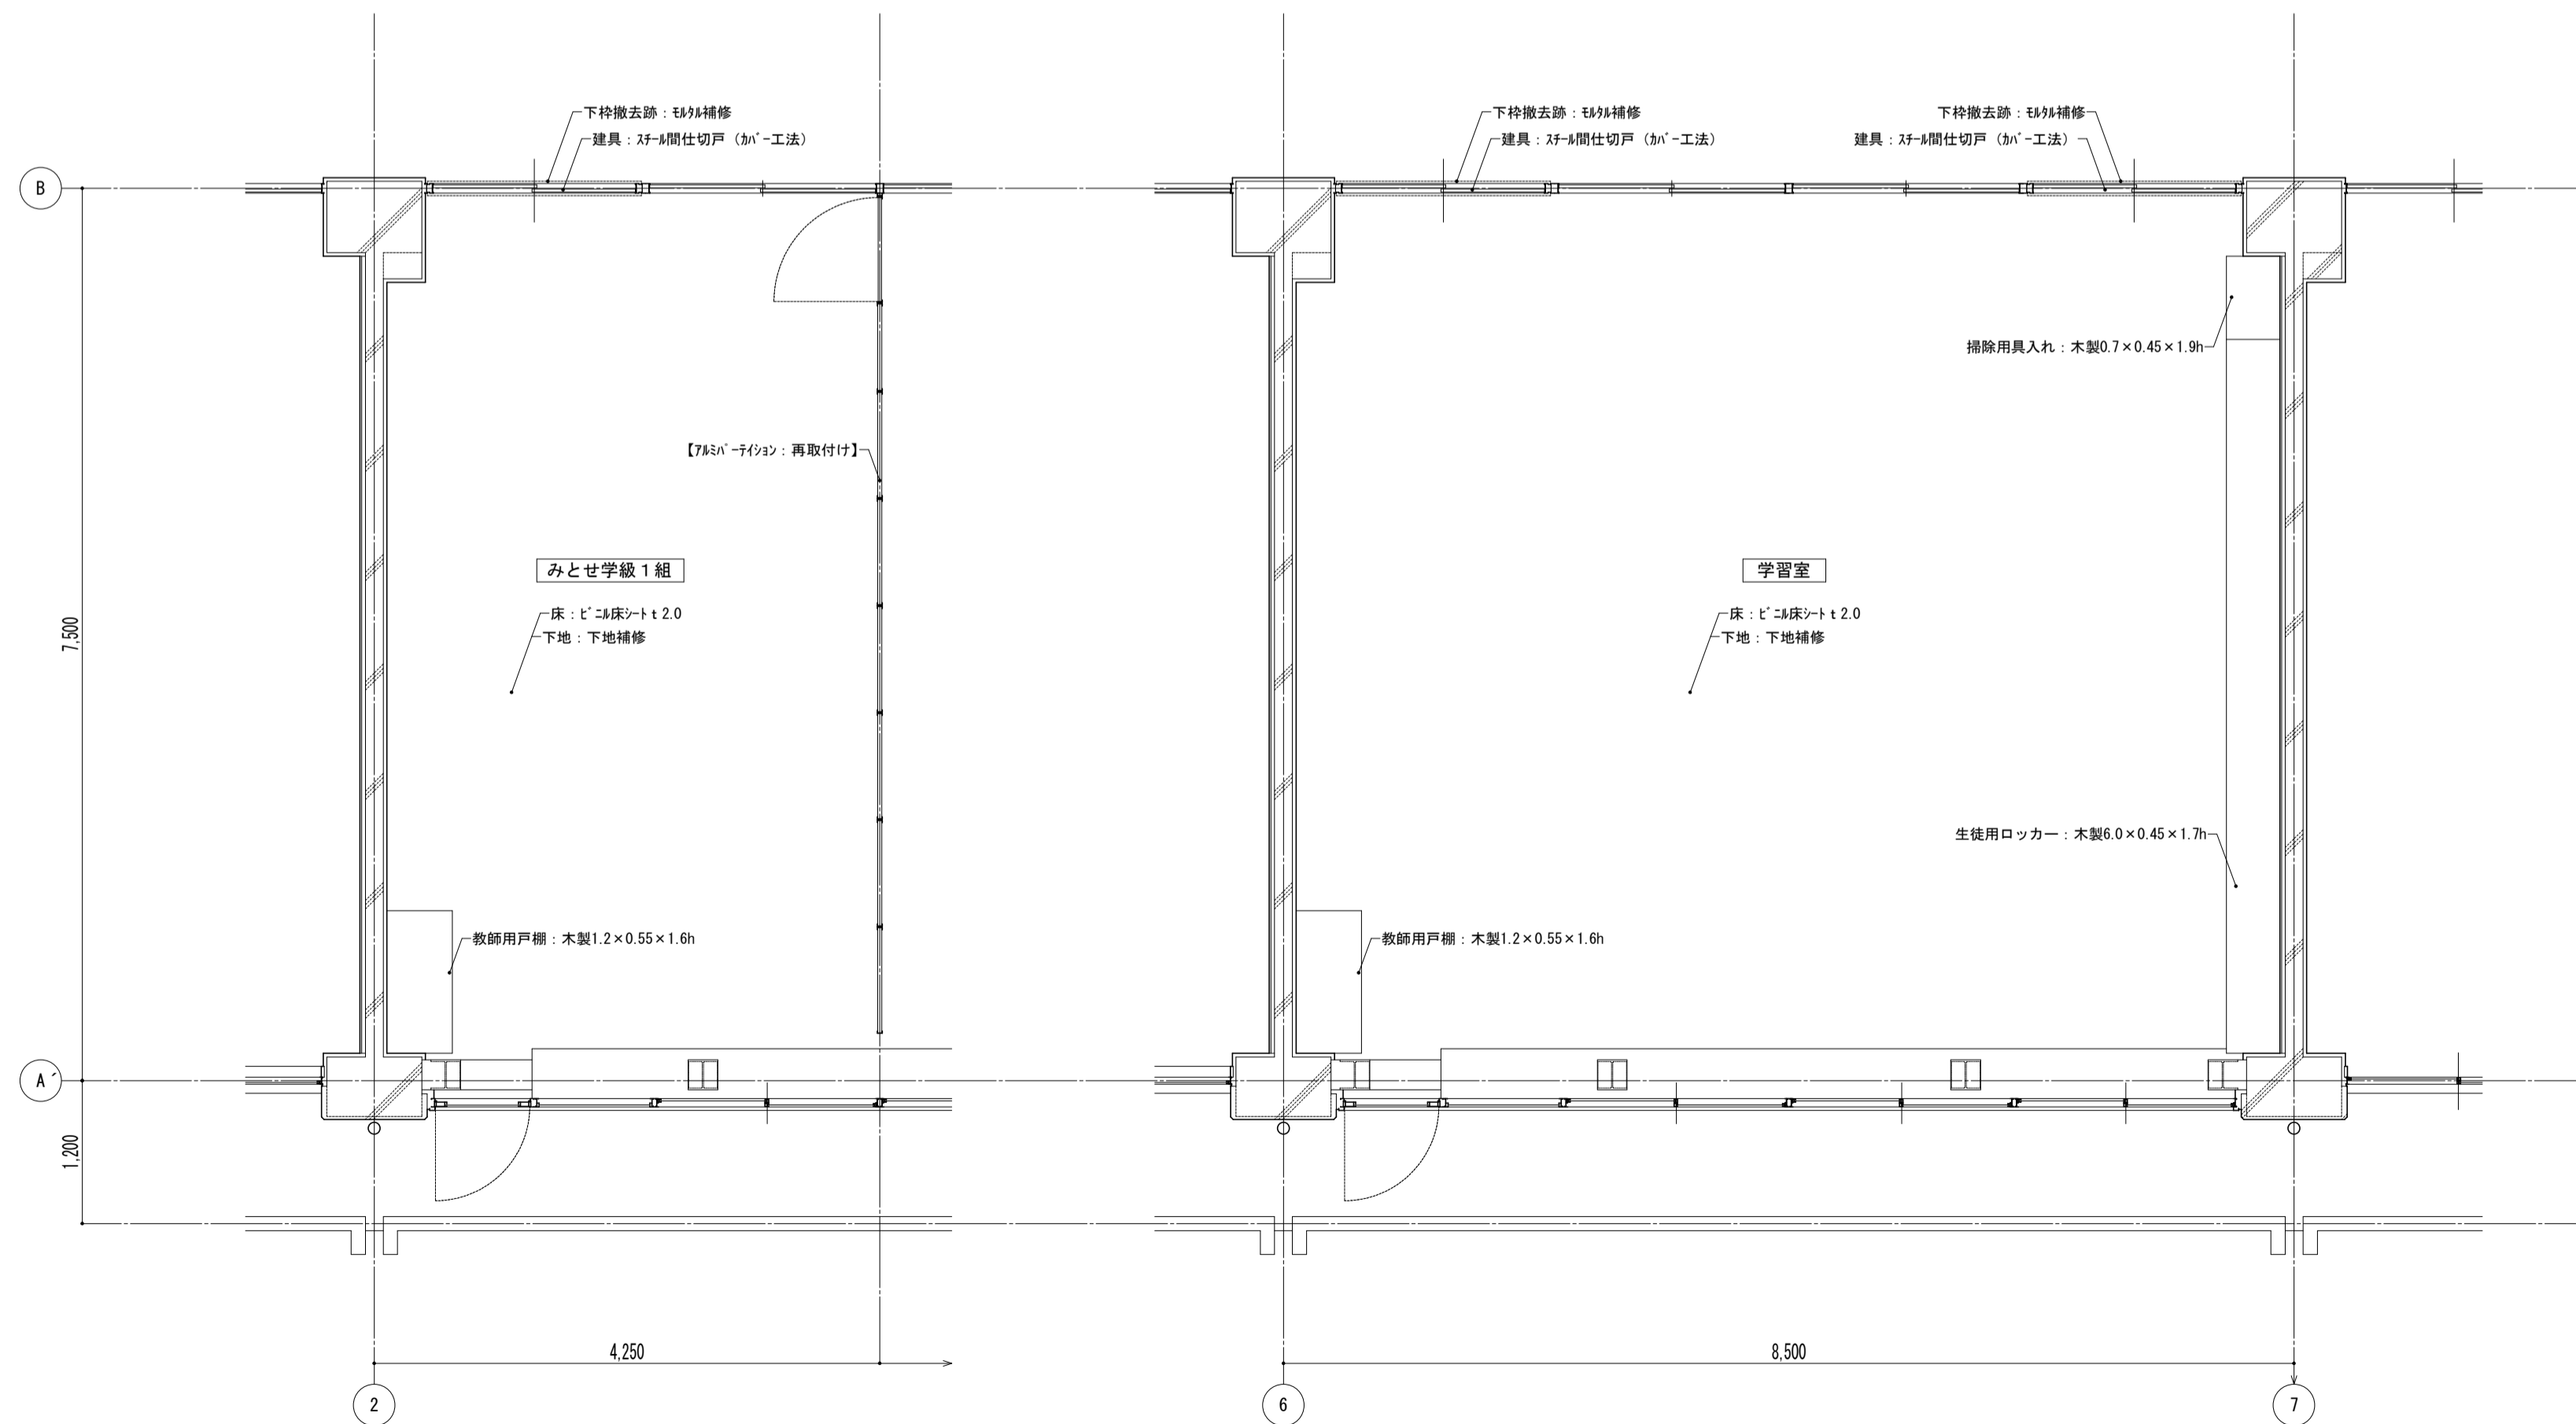 下枠撤去跡：ﾓﾙﾀﾙ補修
建具：ｽﾁｰﾙ間仕切戸（ｶﾊﾞｰ工法）
下枠撤去跡：ﾓﾙﾀﾙ補修
建具：ｽﾁｰﾙ間仕切戸（ｶﾊﾞｰ工法）
下枠撤去跡：ﾓﾙﾀﾙ補修
建具：ｽﾁｰﾙ間仕切戸（ｶﾊﾞｰ工法）
B
掃除用具入れ：木製0.7×0.45×1.9h
【ｱﾙﾐﾊﾟｰﾃｲｼｮﾝ：再取付け】
みとせ学級１組
学習室
床：ﾋﾞﾆﾙ床ｼｰﾄｔ2.0
下地：下地補修
床：ﾋﾞﾆﾙ床ｼｰﾄｔ2.0
下地：下地補修
7,500
生徒用ロッカー：木製6.0×0.45×1.7h
教師用戸棚：木製1.2×0.55×1.6h
教師用戸棚：木製1.2×0.55×1.6h
A´
1,200
4,250
8,500
2
6
7